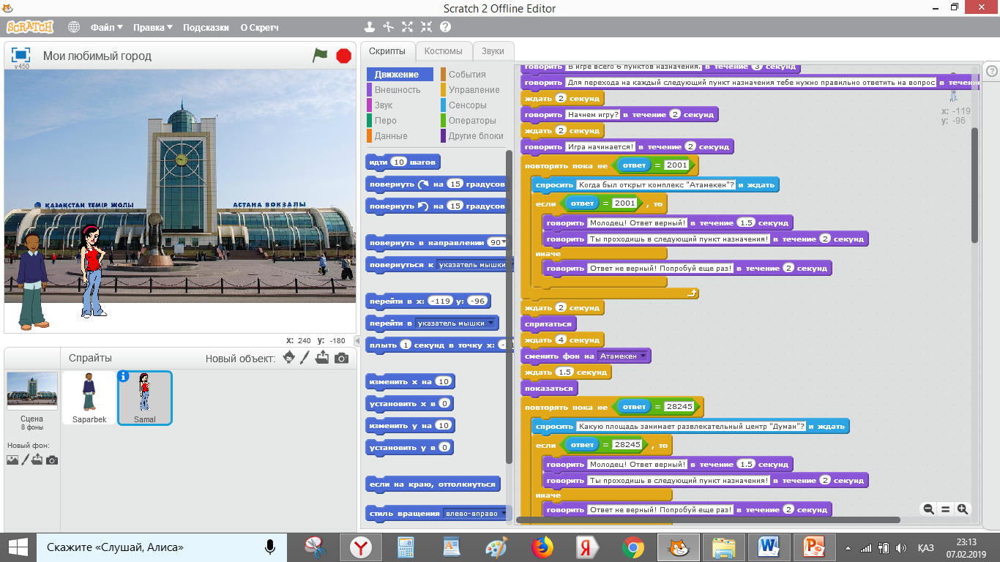 Scratch 2 Offline Editor
SCRATCH Файл Правка Подсказки О Скретч
v450 Мои любимый город
ҚАЗАҚСТАН ТЕМІР ЖОЛЫ АСТАНА ВОКЗАЛЫ
x: 240 y: -180
Спрайты Новый объект:
Сцена
8 фоны
Новый фон:
Saparbek Samal
Скрипты Костюмы Звуки
Движение События
Внешность Управление
Звук Сенсоры
Перо Операторы
Данные Другие блоки
идти 10 шагов
повернуть на 15 градусов
повернуть на 15 градусов
повернуть в направлении 90
повернуться к указатель мышки
перейти в x: -119 y: -96
перейти в указатель мышки
плыть 1 секунд в точку x:
изменить x на 10
установить x в 0
изменить y на 10
установить y в 0
если на краю, оттолкнуться
стиль вращения влево-вправо
говорить В игре всего 6 пунктов назначения. в течение 3 секунд
говорить Для перехода на каждый следующий пункт назначения тебе нужно правильно ответить на вопрос в течени
ждать 2 секунд
говорить Начнем игру? в течение 2 секунд
ждать 2 секунд
говорить Игра начинается! в течение 2 секунд
повторять пока не ответ = 2001
спросить Когда был открыт комплекс "Атамекен"? и ждать
если ответ = 2001 , то
говорить Молодец! Ответ верный! в течение 1.5 секунд
говорить Ты проходишь в следующий пункт назначения! в течение 2 секунд
иначе
говорить Ответ не верный! Попробуй еще раз! в течение 2 секунд
ждать 2 секунд
спрятаться
ждать 4 секунд
сменить фон на Атамекен
ждать 1.5 секунд
показаться
повторять пока не ответ = 28245
спросить Какую площадь занимает развлекательный центр "Думан"? и ждать
если ответ = 28245 , то
говорить Молодец! Ответ верный! в течение 1.5 секунд
говорить Ты проходишь в следующий пункт назначения! в течение 2 секунд
иначе
говорить Ответ не верный! Попробуй еще раз! в течение 2 секунд
x: -119
y: -96
Скажите «Слушай, Алиса»
ҚАЗ
23:13
07.02.2019